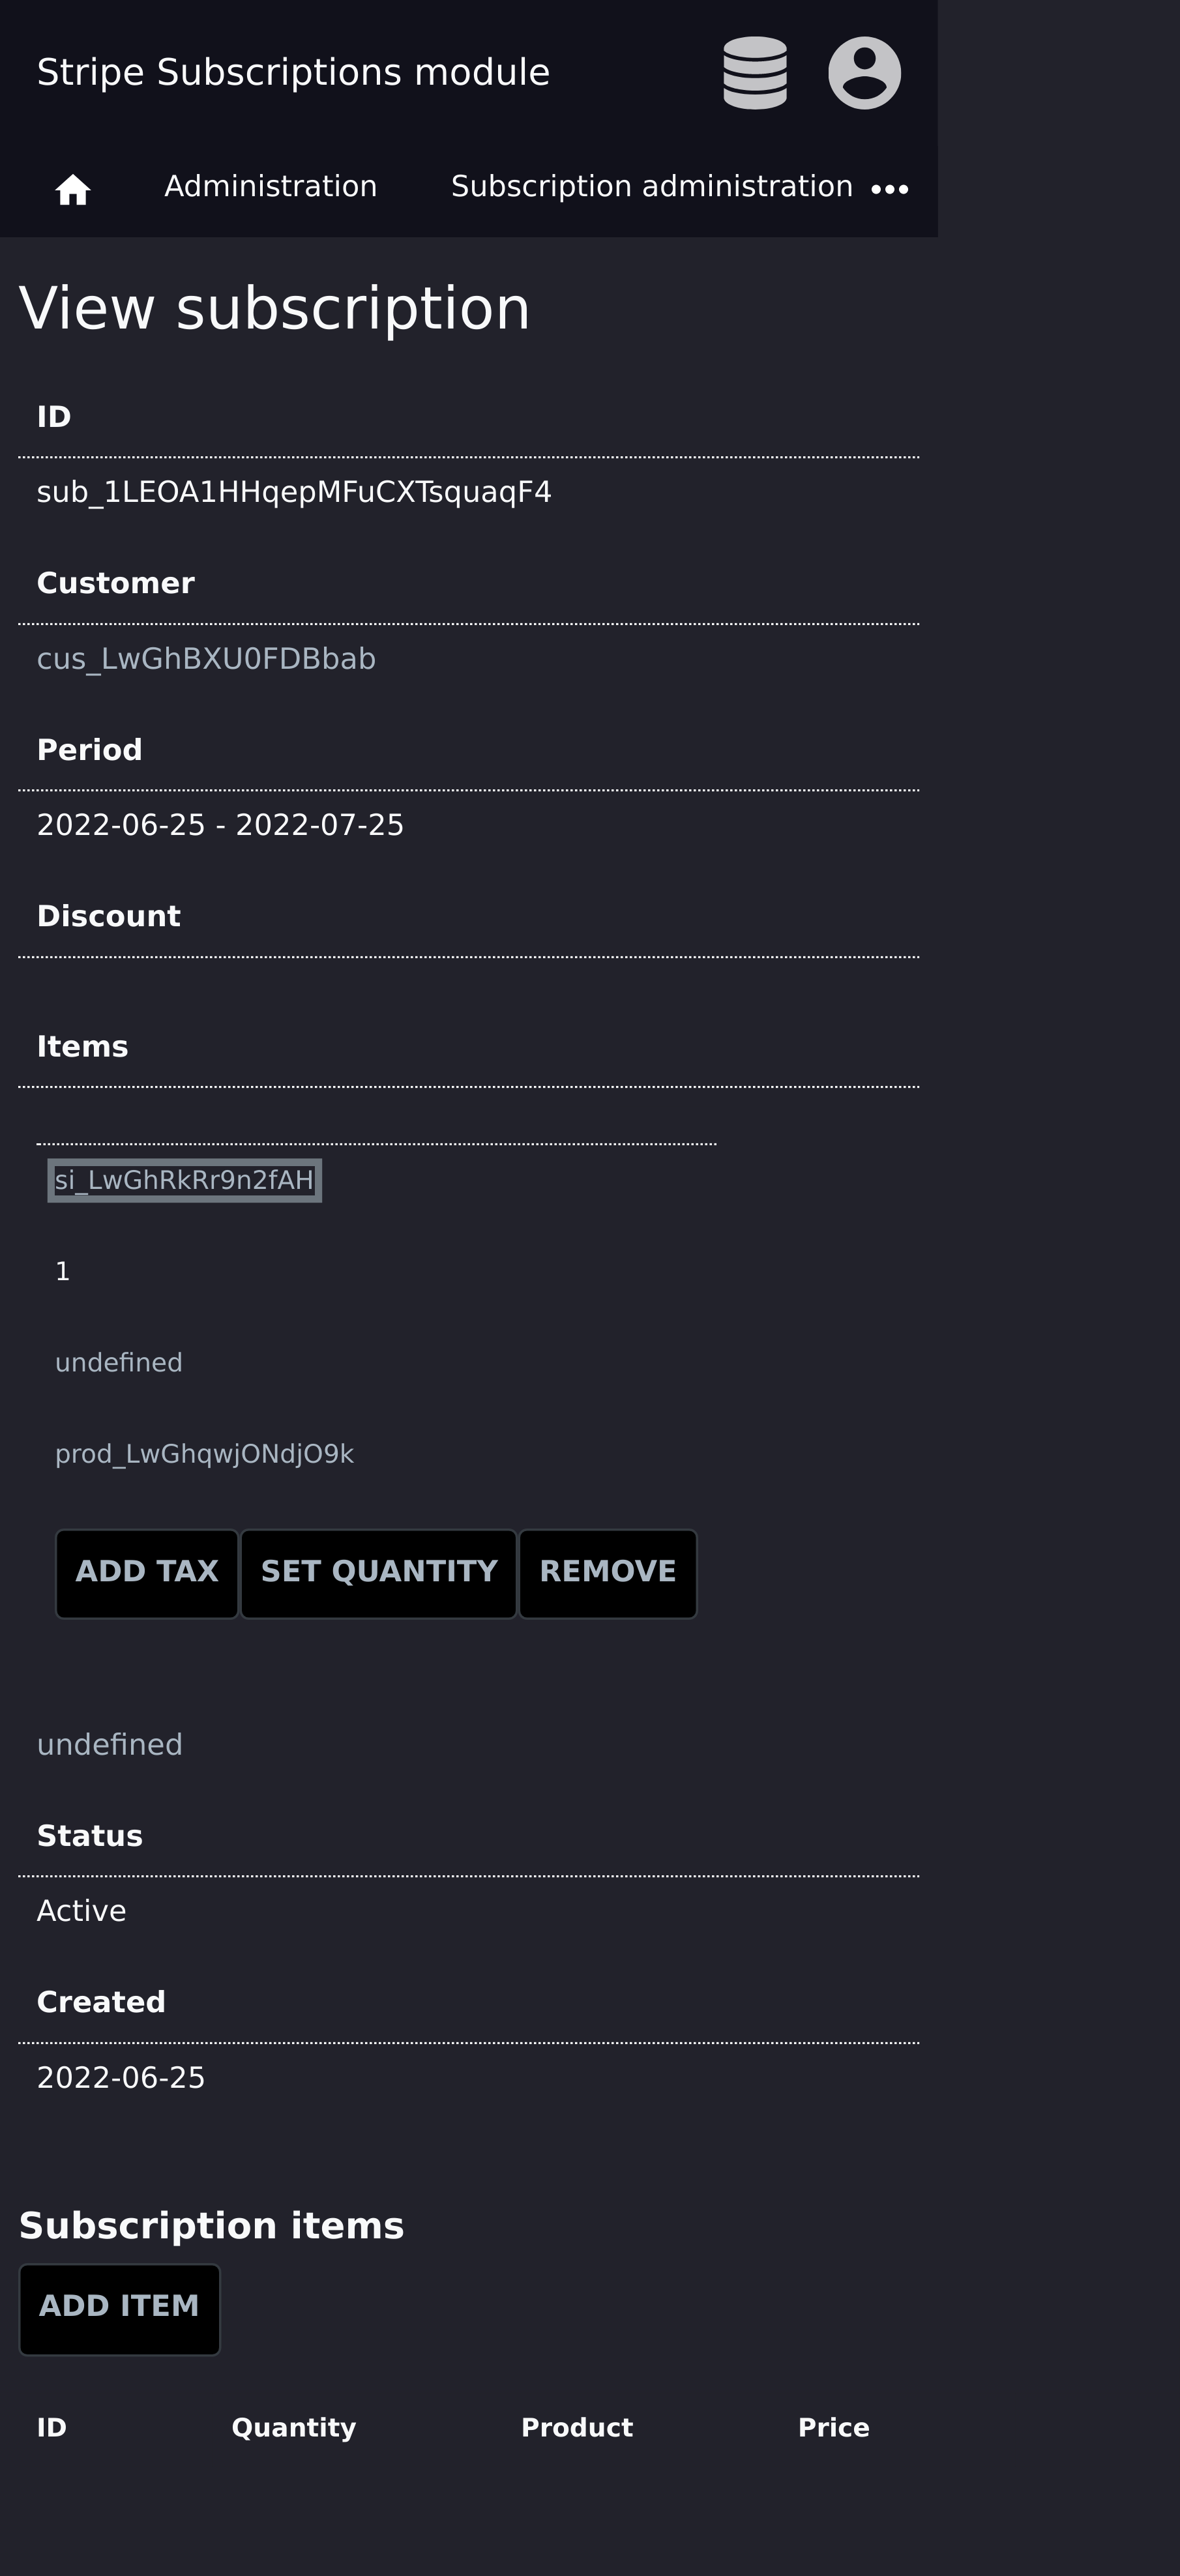 Stripe Subscriptions module
Administration Subscription administration
View subscription
ID
sub_1LEOA1HHqepMFuCXTsquaqF4
Customer
cus_LwGhBXU0FDBbab
Period
2022-06-25 - 2022-07-25
Discount
Items
si_LwGhRkRr9n2fAH
1
undefined
prod_LwGhqwjONdjO9k
ADD TAX SET QUANTITY REMOVE
undefined
Status
Active
Created
2022-06-25
Subscription items
ADD ITEM
ID Quantity Product Price